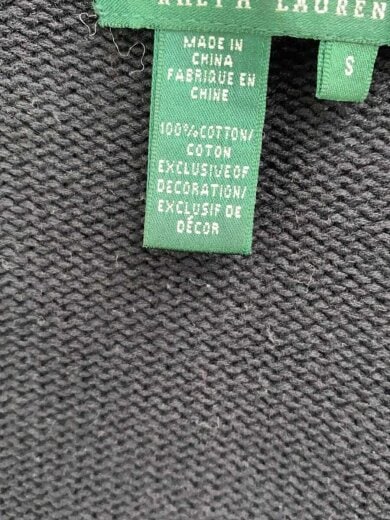 RALPH LAUREN
S
MADE IN
CHINA
FABRIQUE EN
CHINE
100%COTTON/
COTON
EXCLUSIVEOF
DECORATION/
EXCLUSIF DE
DÉCOR